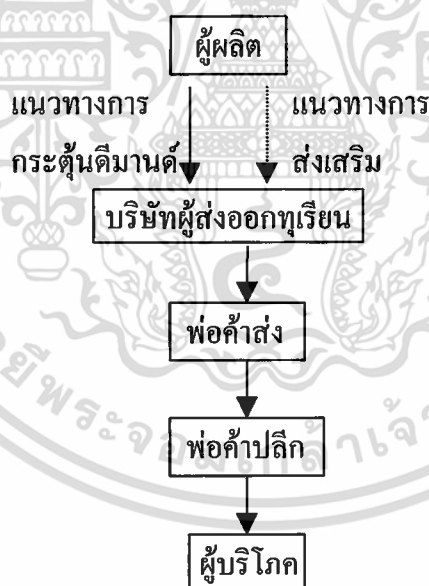 ผู้ผลิต
แนวทางการ แนวทางการ
กระตุ้นดีมานด์ ส่งเสริม
บริษัทผู้ส่งออกทุเรียน
พ่อค้าส่ง
พ่อค้าปลีก
ผู้บริโภค